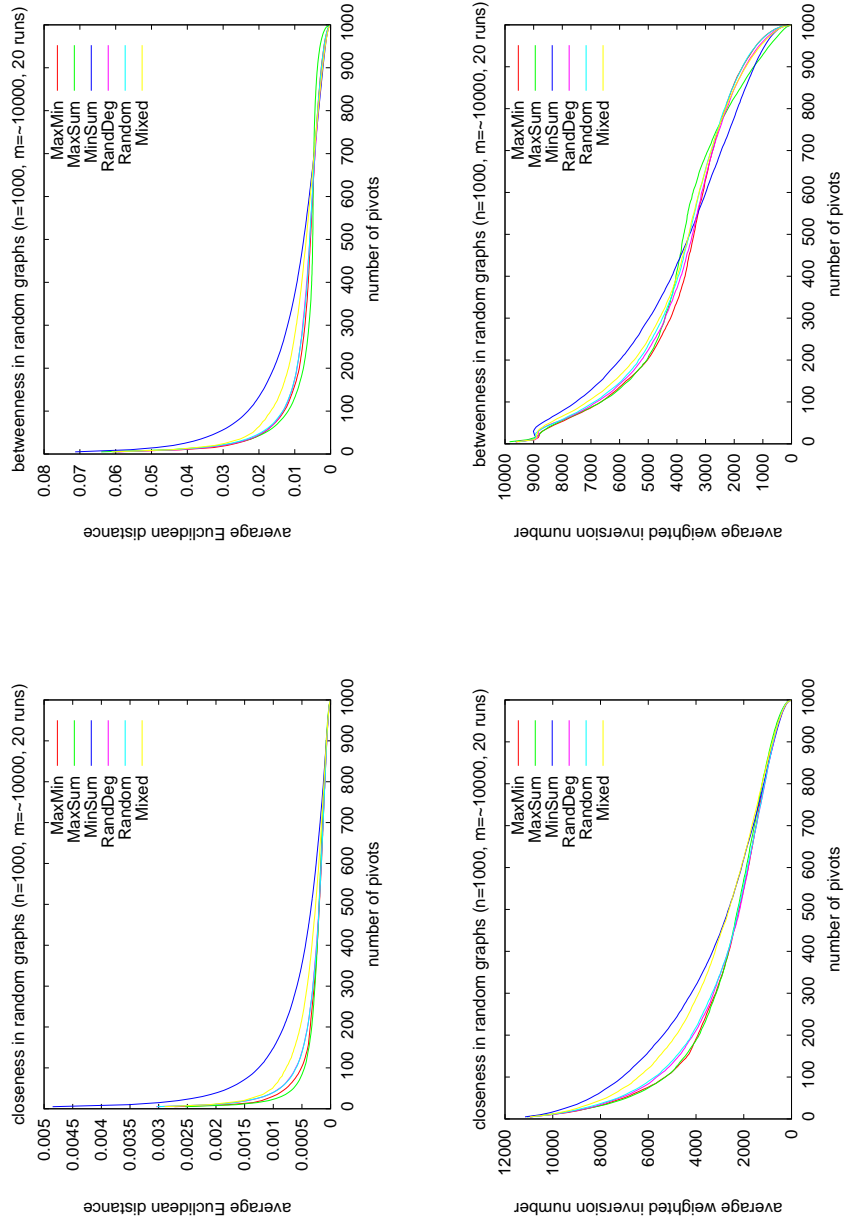 closeness in random graphs (n=1000, m=~10000, 20 runs)
average Euclidean distance
0.005
0.0045
0.004
0.0035
0.003
0.0025
0.002
0.0015
0.001
0.0005
0
MaxMin
MaxSum
MinSum
RandDeg
Random
Mixed
0 100 200 300 400 500 600 700 800 900 1000
number of pivots
betweenness in random graphs (n=1000, m=~10000, 20 runs)
average Euclidean distance
0.08
0.07
0.06
0.05
0.04
0.03
0.02
0.01
0
MaxMin
MaxSum
MinSum
RandDeg
Random
Mixed
0 100 200 300 400 500 600 700 800 900 1000
number of pivots
closeness in random graphs (n=1000, m=~10000, 20 runs)
average weighted inversion number
12000
10000
8000
6000
4000
2000
0
MaxMin
MaxSum
MinSum
RandDeg
Random
Mixed
0 100 200 300 400 500 600 700 800 900 1000
number of pivots
betweenness in random graphs (n=1000, m=~10000, 20 runs)
average weighted inversion number
10000
9000
8000
7000
6000
5000
4000
3000
2000
1000
0
MaxMin
MaxSum
MinSum
RandDeg
Random
Mixed
0 100 200 300 400 500 600 700 800 900 1000
number of pivots